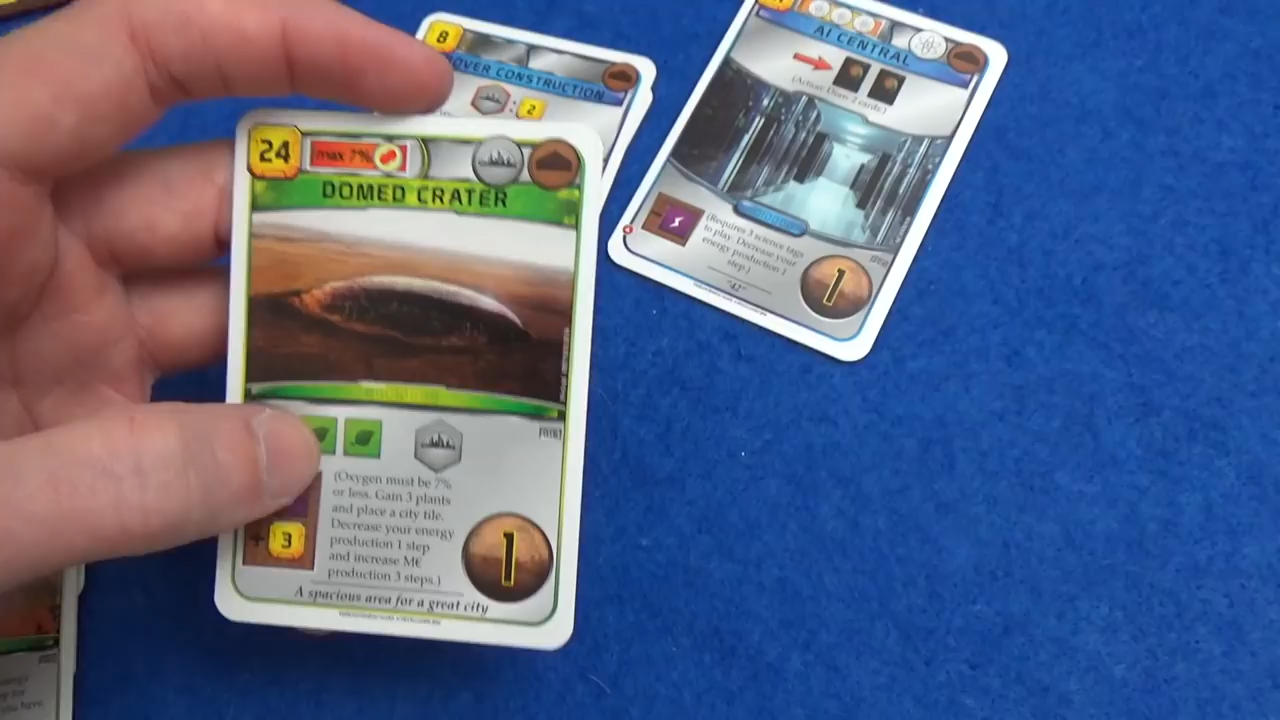 8
OVER CONSTRUCTION
: 2
AI CENTRAL
(Action: Draw 2 cards.)
(Requires 3 science tags
to play. Decrease your
energy production 1
step.)
"42"
1
24
max 7%
DOMED CRATER
(Oxygen must be 7%
or less. Gain 3 plants
and place a city tile.
Decrease your energy
production 1 step
and increase M€
production 3 steps.)
+ 3
1
A spacious area for a great city